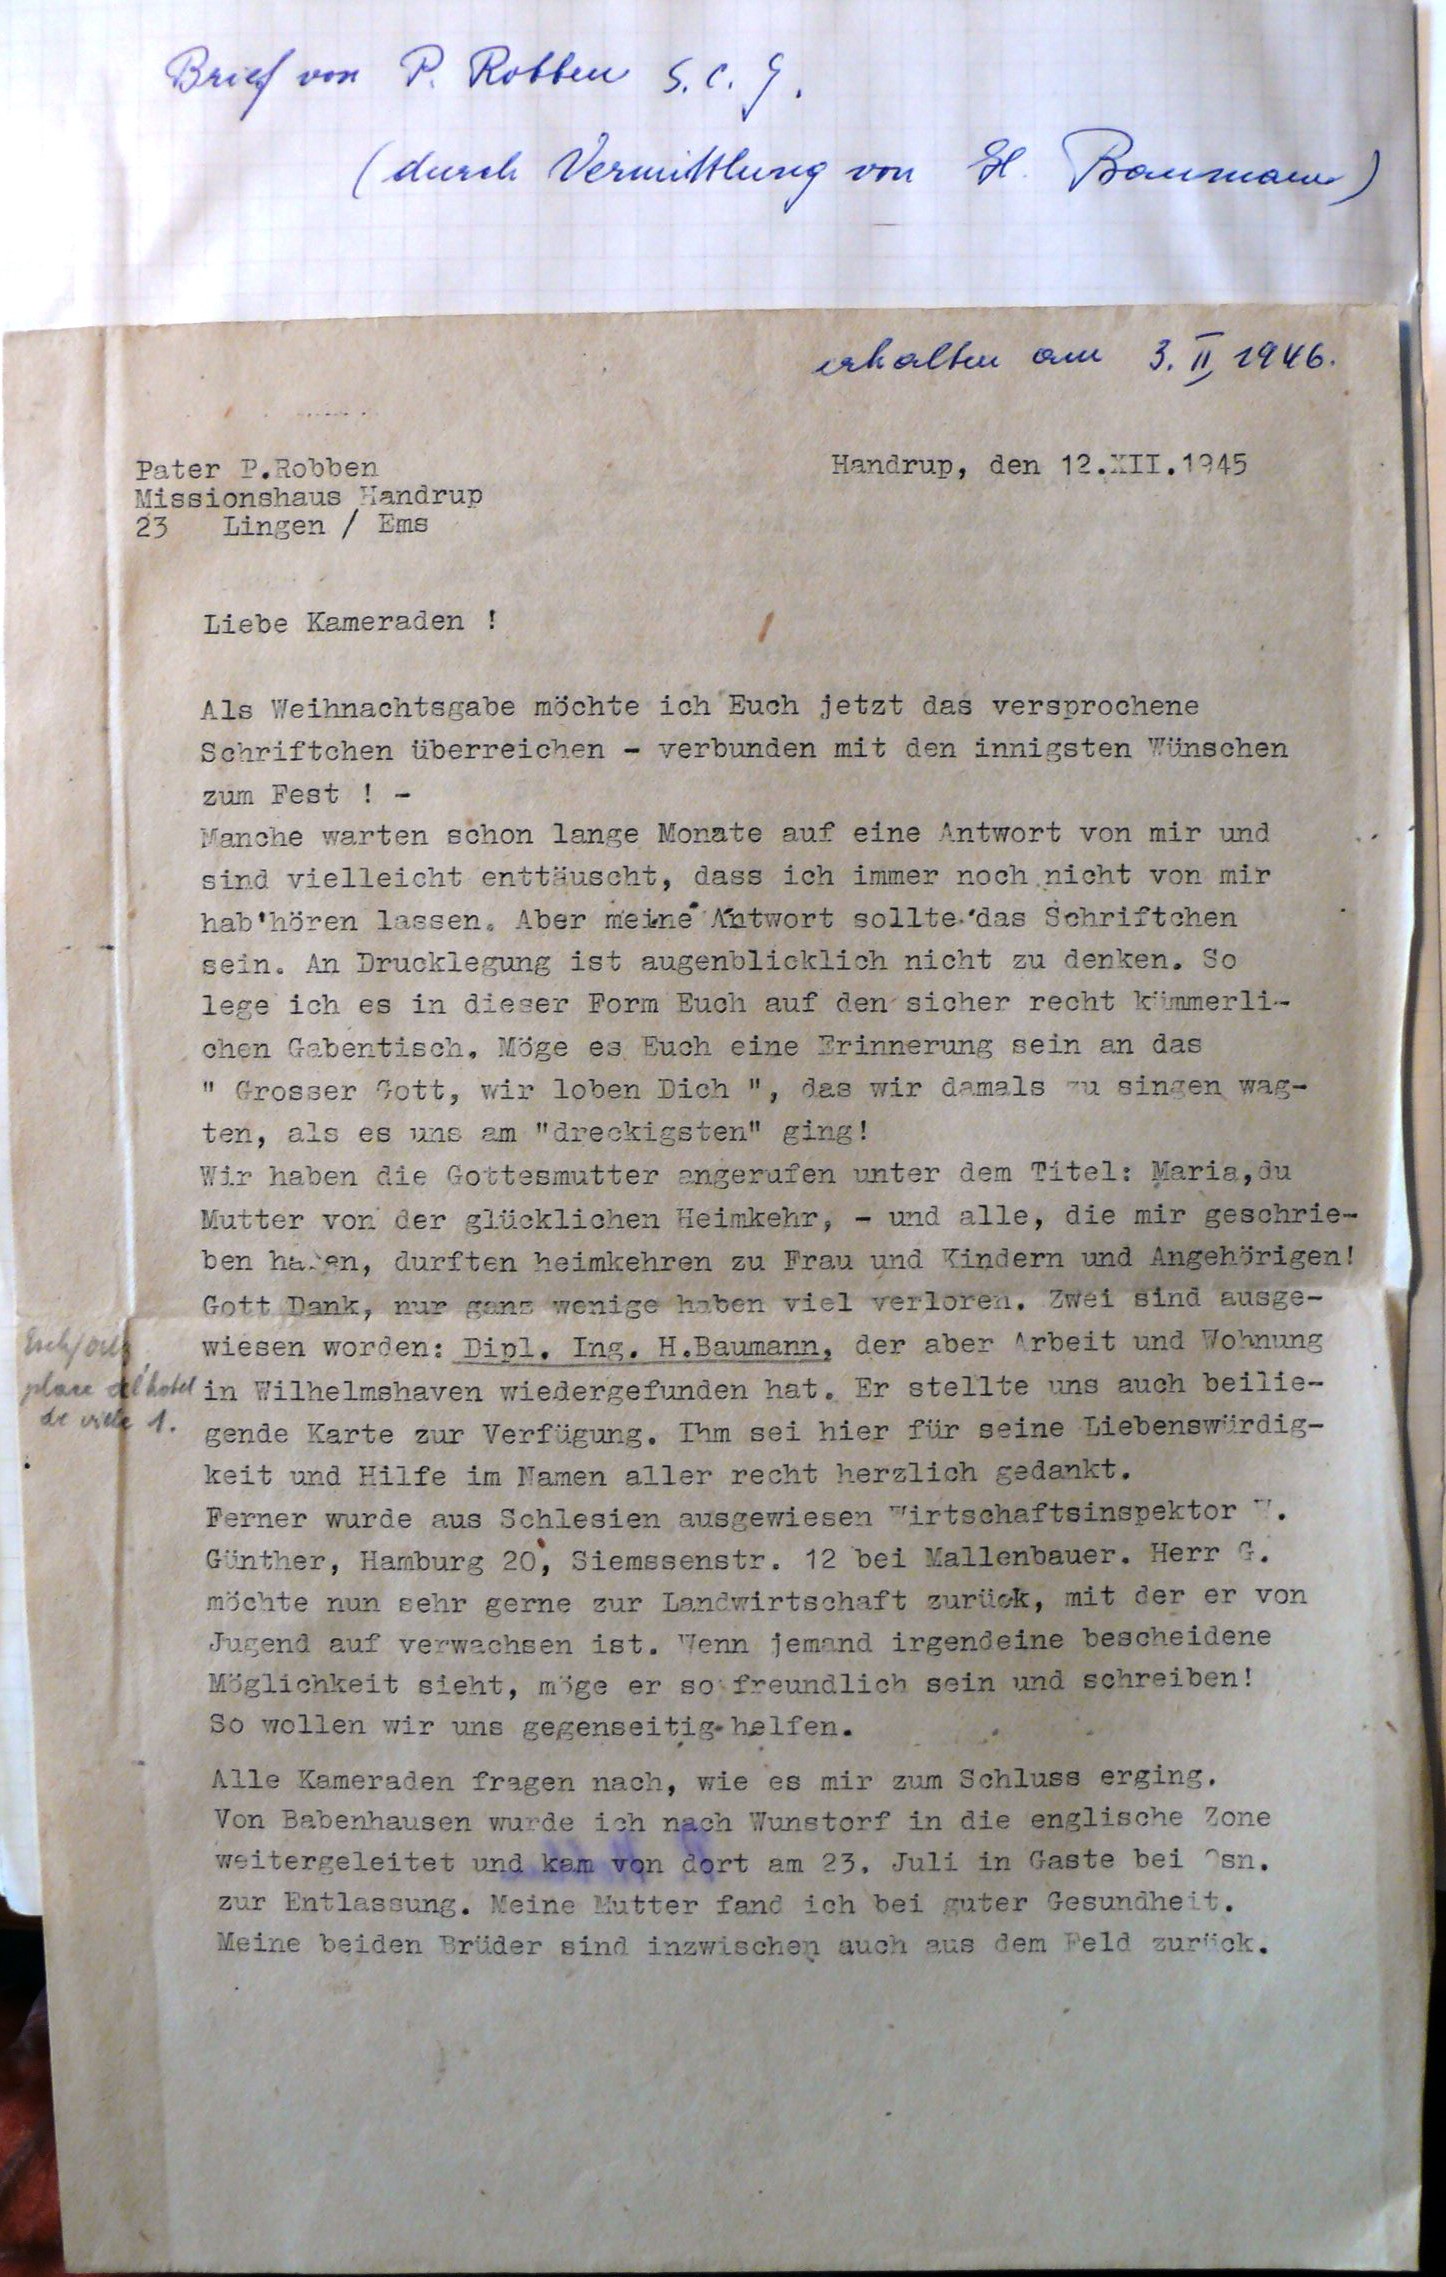 Brief von P. Robben S.C.J.
(durch Vermittlung von H. Baumann)
erhalten am 3. II. 1946.
Pater P.Robben
Missionshaus Handrup
23 Lingen / Ems
Handrup, den 12.XII.1945
Liebe Kameraden !
Als Weihnachtsgabe möchte ich Euch jetzt das versprochene
Schriftchen überreichen - verbunden mit den innigsten Wünschen
zum Fest ! -
Manche warten schon lange Monate auf eine Antwort von mir und
sind vielleicht enttäuscht, dass ich immer noch nicht von mir
hab'hören lassen. Aber meine Antwort sollte das Schriftchen
sein. An Drucklegung ist augenblicklich nicht zu denken. So
lege ich es in dieser Form Euch auf den sicher recht kümmerli-
chen Gabentisch. Möge es Euch eine Erinnerung sein an das
" Grosser Gott, wir loben Dich ", das wir damals zu singen wag-
ten, als es uns am "dreckigsten" ging!
Wir haben die Gottesmutter angerufen unter dem Titel: Maria,du
Mutter von der glücklichen Heimkehr, - und alle, die mir geschrie-
ben haben, durften heimkehren zu Frau und Kindern und Angehörigen!
Gott Dank, nur ganz wenige haben viel verloren. Zwei sind ausge-
wiesen worden: Dipl. Ing. H.Baumann, der aber Arbeit und Wohnung
place de l'hotel
de ville 1.
in Wilhelmshaven wiedergefunden hat. Er stellte uns auch beilie-
gende Karte zur Verfügung. Ihm sei hier für seine Liebenswürdig-
keit und Hilfe im Namen aller recht herzlich gedankt.
Ferner wurde aus Schlesien ausgewiesen Wirtschaftsinspektor
Günther, Hamburg 20, Siemssenstr. 12 bei Mallenbauer. Herr G.
möchte nun sehr gerne zur Landwirtschaft zurück, mit der er von
Jugend auf verwachsen ist. Wenn jemand irgendeine bescheidene
Möglichkeit sieht, möge er so freundlich sein und schreiben!
So wollen wir uns gegenseitig helfen.
Alle Kameraden fragen nach, wie es mir zum Schluss erging.
Von Babenhausen wurde ich nach Wunstorf in die englische Zone
weitergeleitet und kam von dort am 23. Juli in Gaste bei Osn.
zur Entlassung. Meine Mutter fand ich bei guter Gesundheit.
Meine beiden Brüder sind inzwischen auch aus dem Feld zurück.